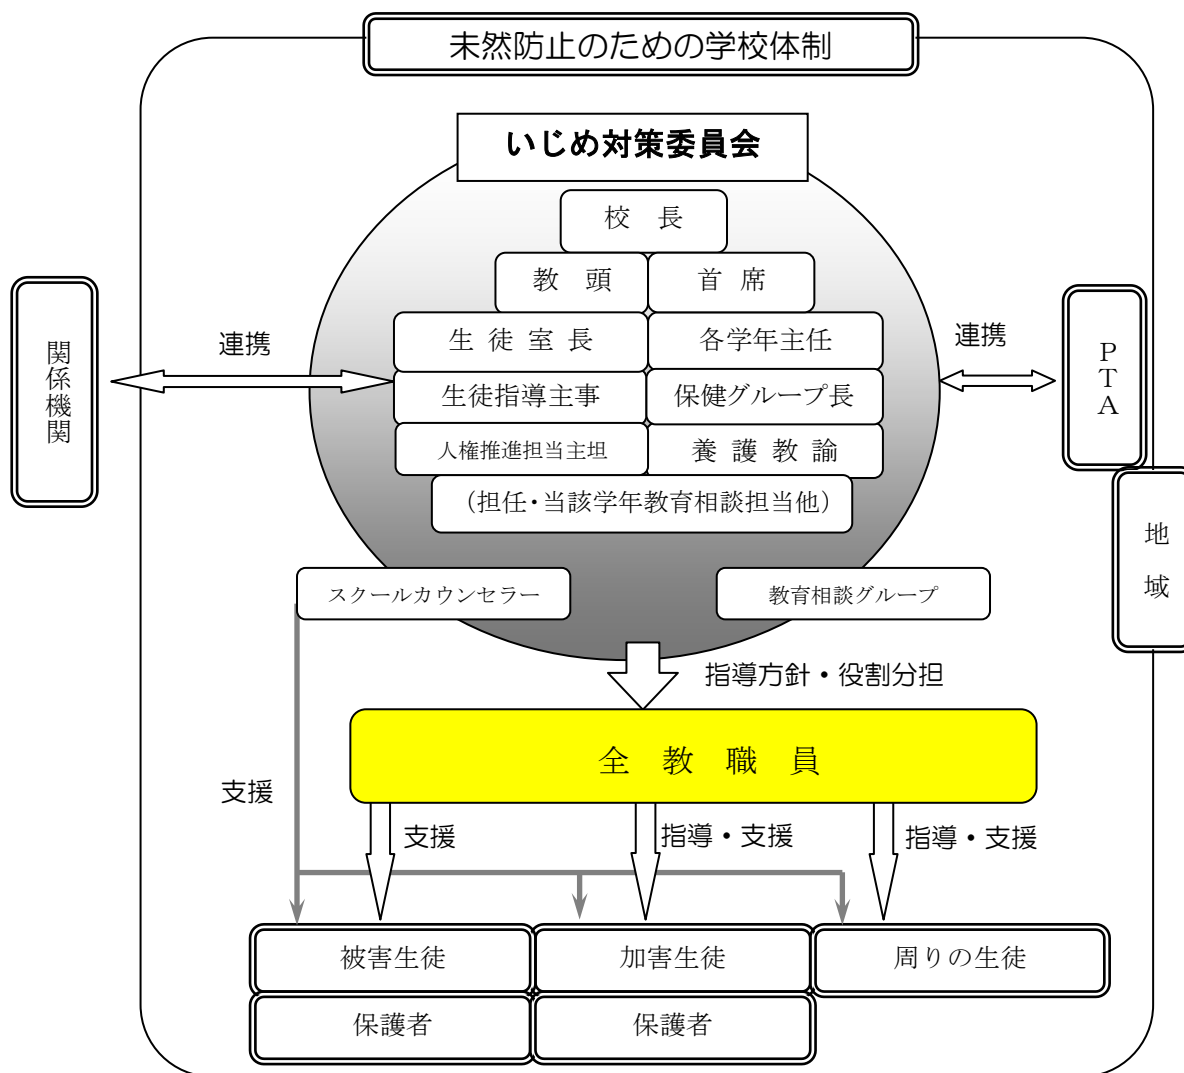 未然防止のための学校体制
いじめ対策委員会
校 長
教 頭
首 席
生 徒 室 長
各学年主任
生徒指導主事
保健グループ長
人権推進担当主坦
養 護 教 諭
（担任・当該学年教育相談担当他）
スクールカウンセラー
教育相談グループ
関係機関
連携
連携
PTA
地域
指導方針・役割分担
全 教 職 員
支援
支援
指導・支援
指導・支援
被害生徒
加害生徒
周りの生徒
保護者
保護者